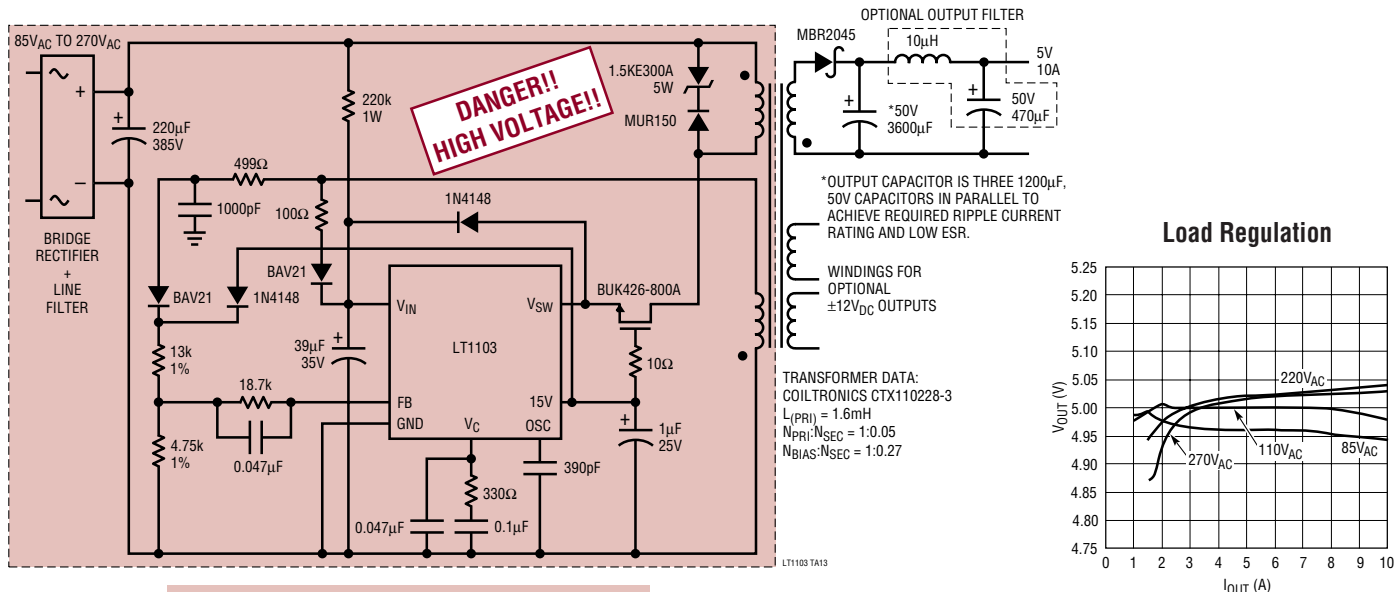 85VAC TO 270VAC
+
−
BRIDGE
RECTIFIER
+
LINE
FILTER
+
220µF
385V
220k
1W
DANGER!!
HIGH VOLTAGE!!
1.5KE300A
5W
MUR150
499Ω
1000pF
100Ω
1N4148
BAV21
BAV21
1N4148
13k
1%
18.7k
0.047µF
4.75k
1%
39µF
35V
+
VIN
VSW
LT1103
FB
GND
15V
VC
OSC
BUK426-800A
10Ω
+
1µF
25V
390pF
330Ω
0.047µF
0.1µF
LT1103 TA13
OPTIONAL OUTPUT FILTER
MBR2045
10µH
5V
10A
+
*50V
3600µF
+
50V
470µF
*OUTPUT CAPACITOR IS THREE 1200µF,
50V CAPACITORS IN PARALLEL TO
ACHIEVE REQUIRED RIPPLE CURRENT
RATING AND LOW ESR.
WINDINGS FOR
OPTIONAL
±12VDC OUTPUTS
TRANSFORMER DATA:
COILTRONICS CTX110228-3
L(PRI) = 1.6mH
NPRI:NSEC = 1:0.05
NBIAS:NSEC = 1:0.27
Load Regulation
VOUT (V)
5.25
5.20
5.15
5.10
5.05
5.00
4.95
4.90
4.85
4.80
4.75
220VAC
110VAC
85VAC
270VAC
0 1 2 3 4 5 6 7 8 9 10
IOUT (A)